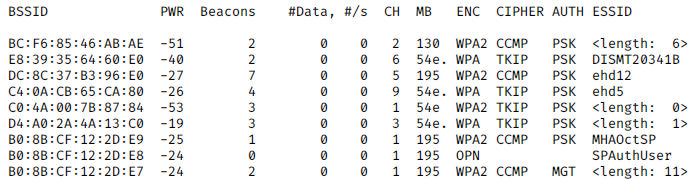 BSSID PWR Beacons #Data, #/s CH MB ENC CIPHER AUTH ESSID
BC:F6:85:46:AB:AE -51 2 0 0 2 130 WPA2 CCMP PSK <length: 6>
E8:39:35:64:60:E0 -40 2 0 0 6 54e. WPA TKIP PSK DISMT20341B
DC:8C:37:B3:96:E0 -27 7 0 0 5 195 WPA2 CCMP PSK ehd12
C4:0A:CB:65:CA:80 -26 4 0 0 9 54e. WPA TKIP PSK ehd5
C0:4A:00:7B:87:84 -53 3 0 0 1 54e WPA2 TKIP PSK <length: 0>
D4:A0:2A:4A:13:C0 -19 3 0 0 3 54e. WPA TKIP PSK <length: 1>
B0:8B:CF:12:2D:E9 -25 1 0 0 1 195 WPA2 CCMP PSK MHAOctSP
B0:8B:CF:12:2D:E8 -24 0 0 0 1 195 OPN SPAuthUser
B0:8B:CF:12:2D:E7 -24 2 0 0 1 195 WPA2 CCMP MGT <length: 11>